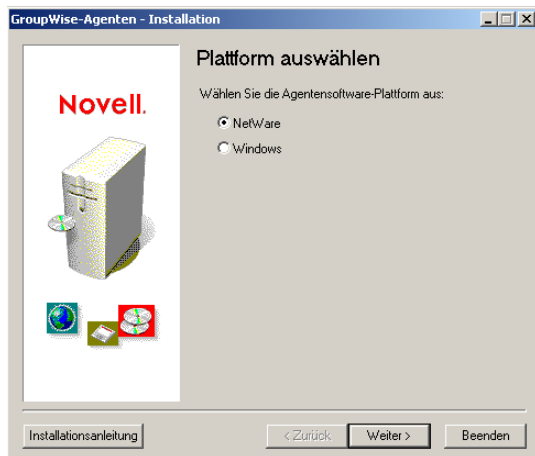 GroupWise-Agenten - Installation
Plattform auswählen
Novell.
Wählen Sie die Agentensoftware-Plattform aus:
NetWare
Windows
Installationsanleitung
< Zurück
Weiter >
Beenden